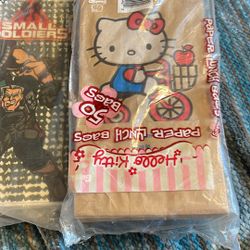 SMALL
SOLDIERS
50
BAGS
PAPER LUNCH BAGS
Hello Kitty
PAPER LUNCH BAGS